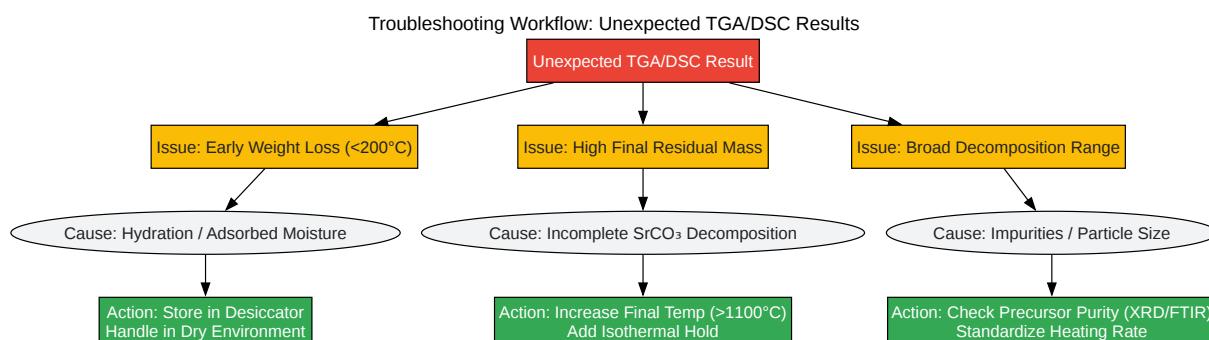 Troubleshooting Workflow: Unexpected TGA/DSC Results
Unexpected TGA/DSC Result
Issue: Early Weight Loss (<200°C)
Issue: High Final Residual Mass
Issue: Broad Decomposition Range
Cause: Hydration / Adsorbed Moisture
Cause: Incomplete SrCO₃ Decomposition
Cause: Impurities / Particle Size
Action: Store in Desiccator
Handle in Dry Environment
Action: Increase Final Temp (>1100°C)
Add Isothermal Hold
Action: Check Precursor Purity (XRD/FTIR)
Standardize Heating Rate